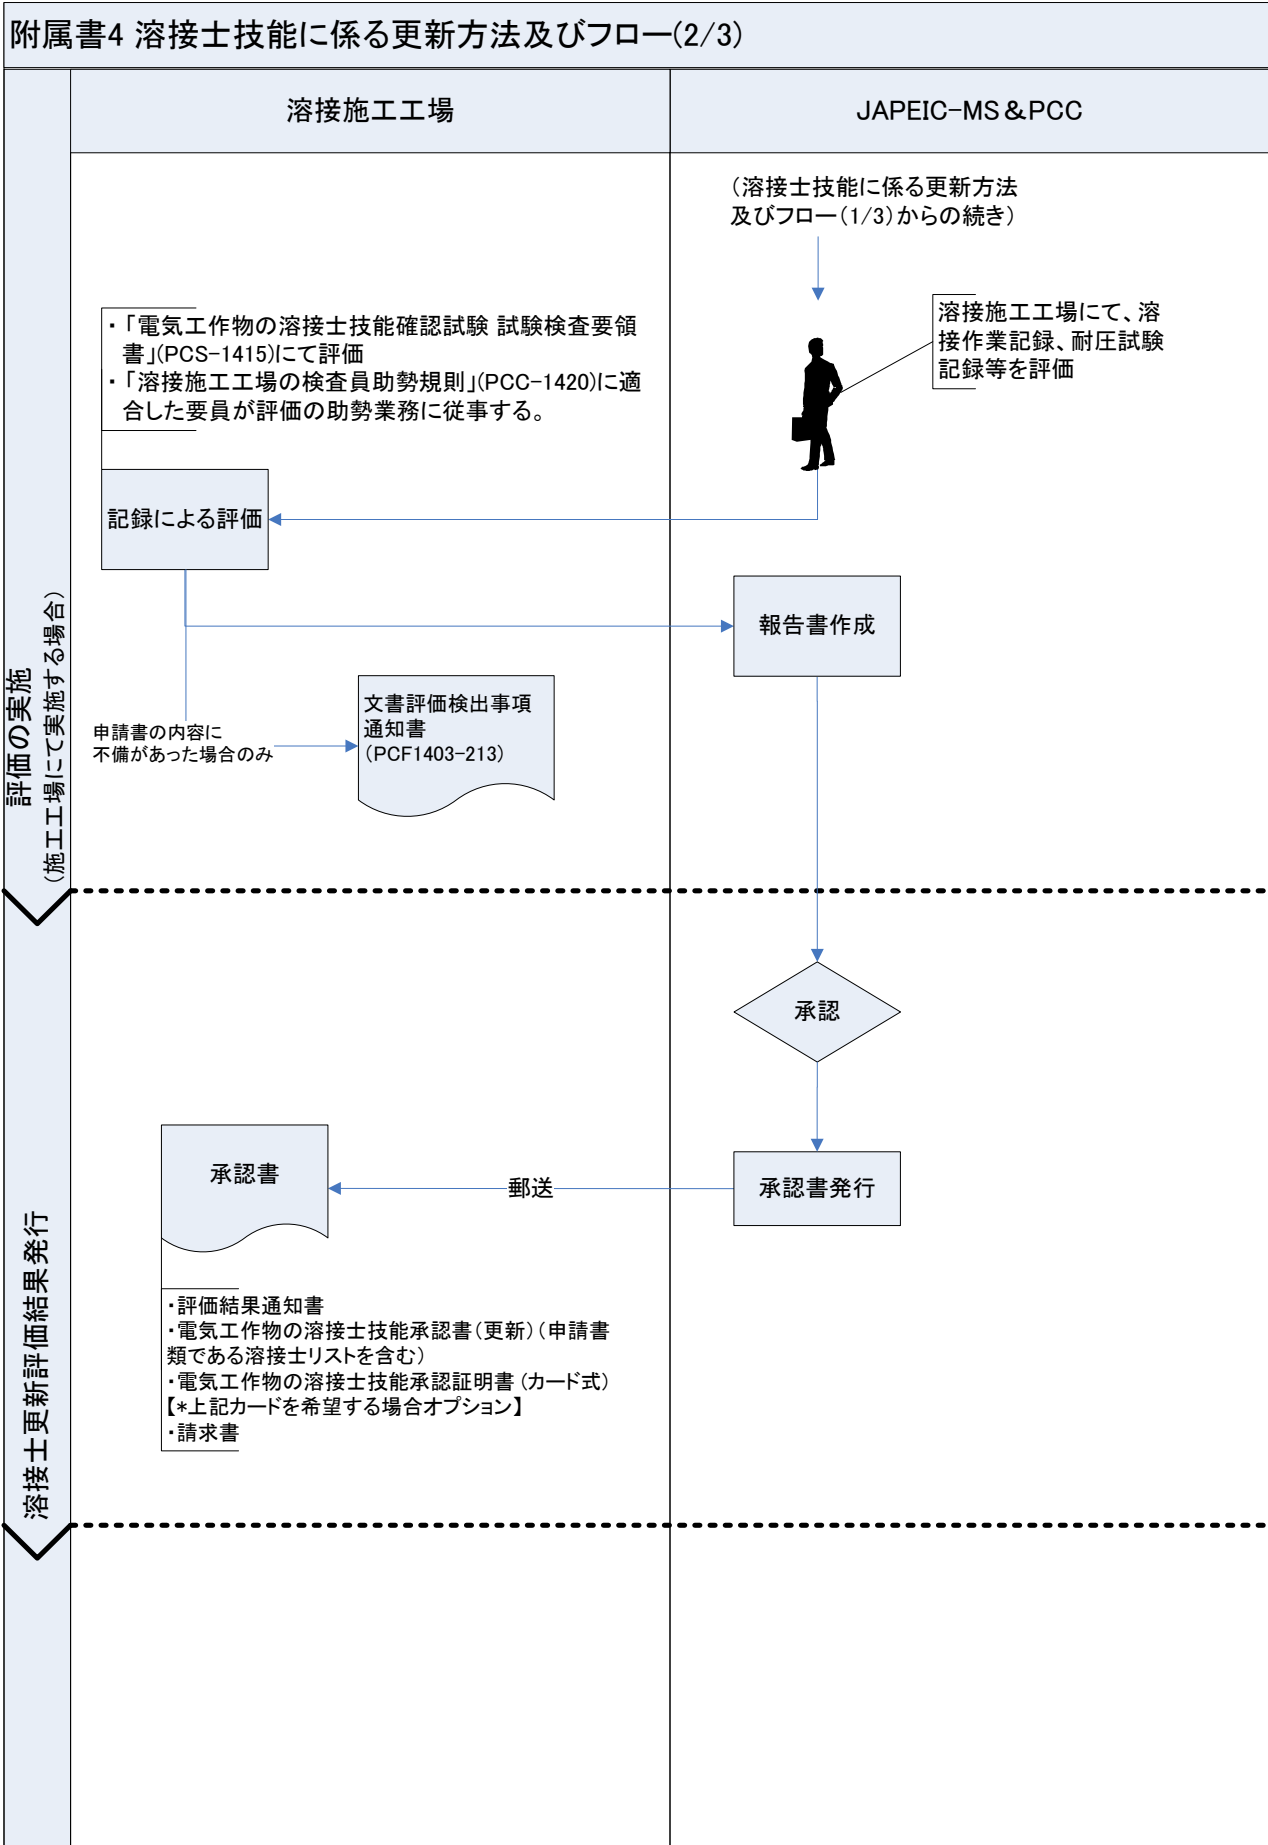 附属書4 溶接士技能に係る更新方法及びフロー(2/3)
溶接施工工場
JAPEIC-MS&PCC
(溶接士技能に係る更新方法
及びフロー(1/3)からの続き)
溶接施工工場にて、溶
接作業記録、耐圧試験
記録等を評価
・「電気工作物の溶接士技能確認試験 試験検査要領
書」(PCS-1415)にて評価
・「溶接施工工場の検査員助勢規則」(PCC-1420)に適
合した要員が評価の助勢業務に従事する。
記録による評価
報告書作成
文書評価検出事項
通知書
(PCF1403-213)
申請書の内容に
不備があった場合のみ
評価の実施
(施工工場にて実施する場合)
承認
承認書
郵送
承認書発行
・評価結果通知書
・電気工作物の溶接士技能承認書(更新)(申請書
類である溶接士リストを含む)
・電気工作物の溶接士技能承認証明書(カード式)
【*上記カードを希望する場合オプション】
・請求書
溶接士更新評価結果発行